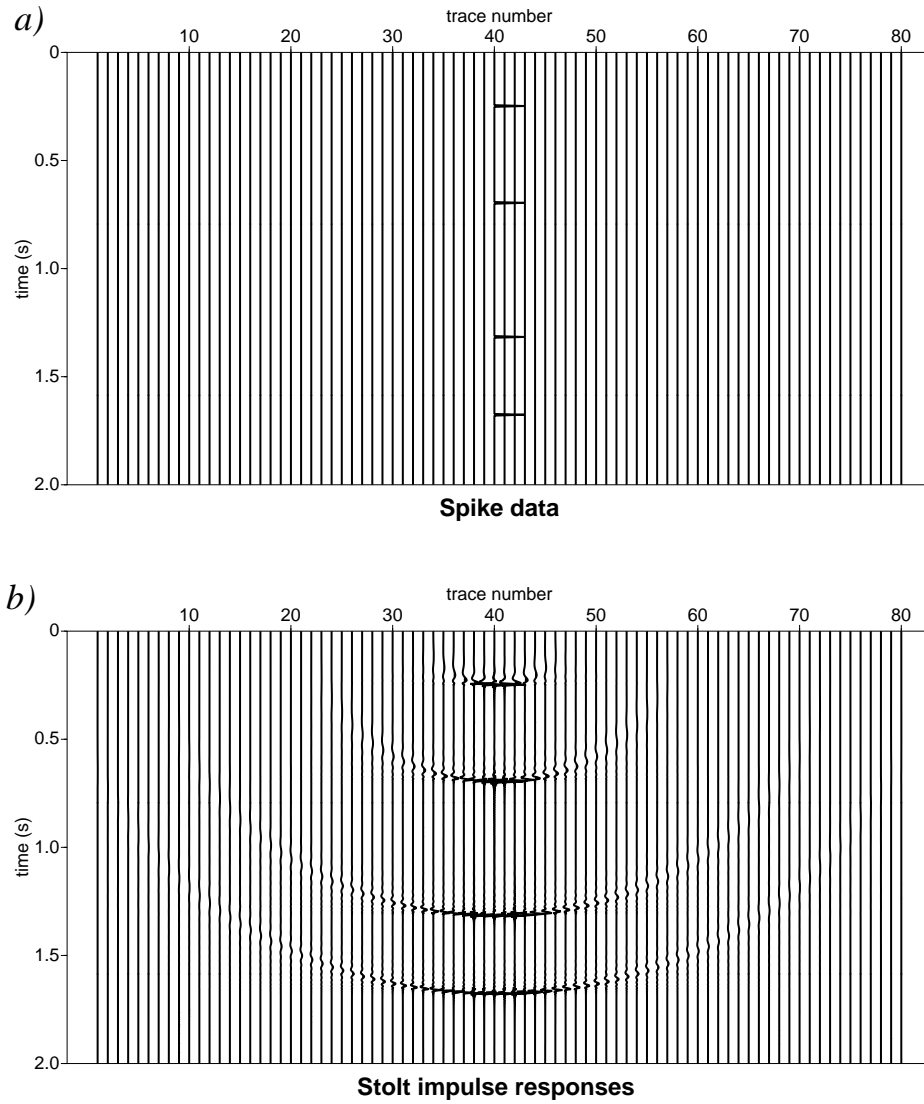 a)
trace number
10 20 30 40 50 60 70 80
0
0.5
1.0
1.5
2.0
time (s)
Spike data
b)
trace number
10 20 30 40 50 60 70 80
0
0.5
1.0
1.5
2.0
time (s)
Stolt impulse responses